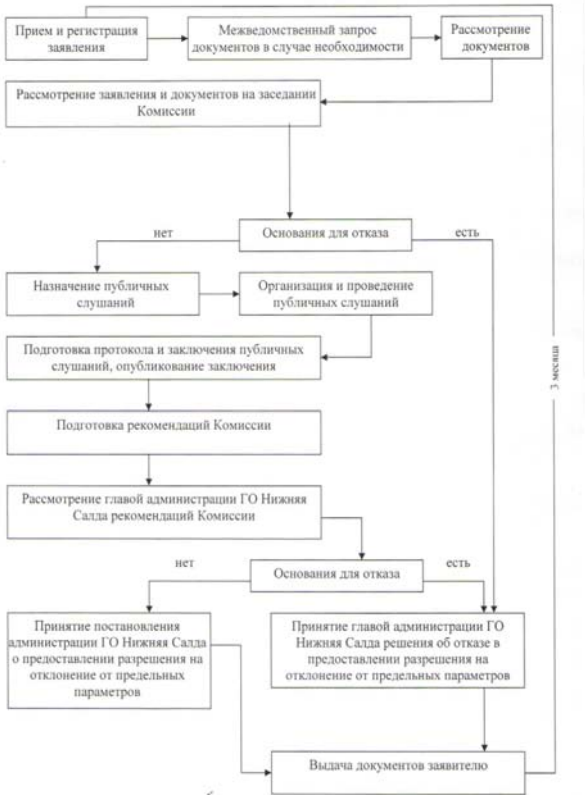 Прием и регистрация
заявления
Межведомственный запрос
документов в случае необходимости
Рассмотрение
документов
Рассмотрение заявления и документов на заседании
Комиссии
нет
Основания для отказа
есть
Назначение публичных
слушаний
Организация и проведение
публичных слушаний
Подготовка протокола и заключения публичных
слушаний, опубликование заключения
3 месяца
Подготовка рекомендаций Комиссии
Рассмотрение главой администрации ГО Нижняя
Салда рекомендаций Комиссии
нет
Основания для отказа
есть
Принятие постановления
администрации ГО Нижняя Салда
о предоставлении разрешения на
отклонение от предельных
параметров
Принятие главой администрации ГО
Нижняя Салда решения об отказе в
предоставлении разрешения на
отклонение от предельных параметров
Выдача документов заявителю